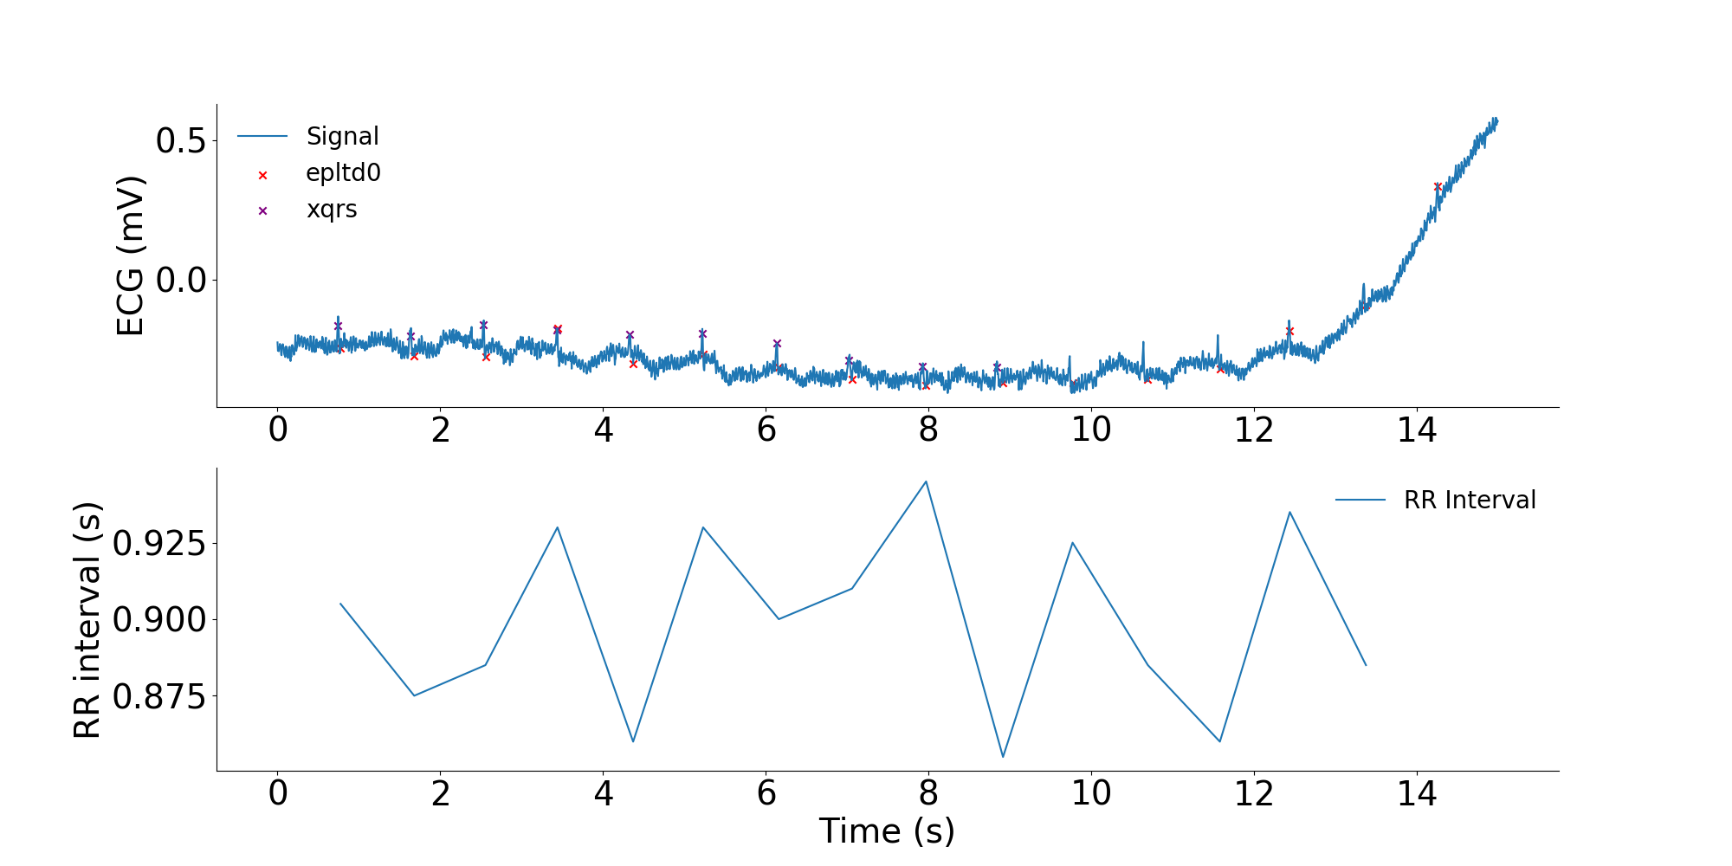 ECG (mV)
0.5
0.0
Signal
epltd0
xqrs
0 2 4 6 8 10 12 14
RR interval (s)
0.925
0.900
0.875
RR Interval
0 2 4 6 8 10 12 14
Time (s)